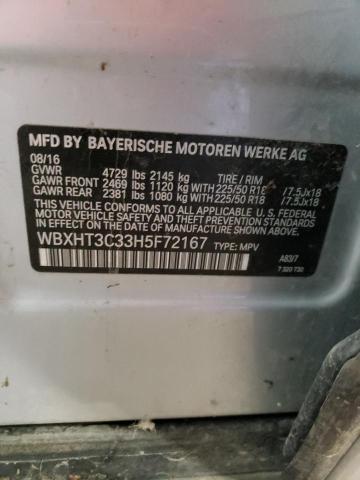 MFD BY BAYERISCHE MOTOREN WERKE AG
08/16
GVWR 4729 lbs 2145 kg TIRE / RIM
GAWR FRONT 2469 lbs 1120 kg WITH 225/50 R18 /7.5Jx18
GAWR REAR 2381 lbs 1080 kg WITH 225/50 R18 /7.5Jx18
THIS VEHICLE CONFORMS TO ALL APPLICABLE
FEDERAL MOTOR VEHICLE SAFETY, BUMPER, AND
THEFT PREVENTION STANDARDS IN EFFECT ON THE
DATE OF MANUFACTURE SHOWN ABOVE.
WBXHT3C33H5F72167 TYPE: MPV
A83/7
7 320 730